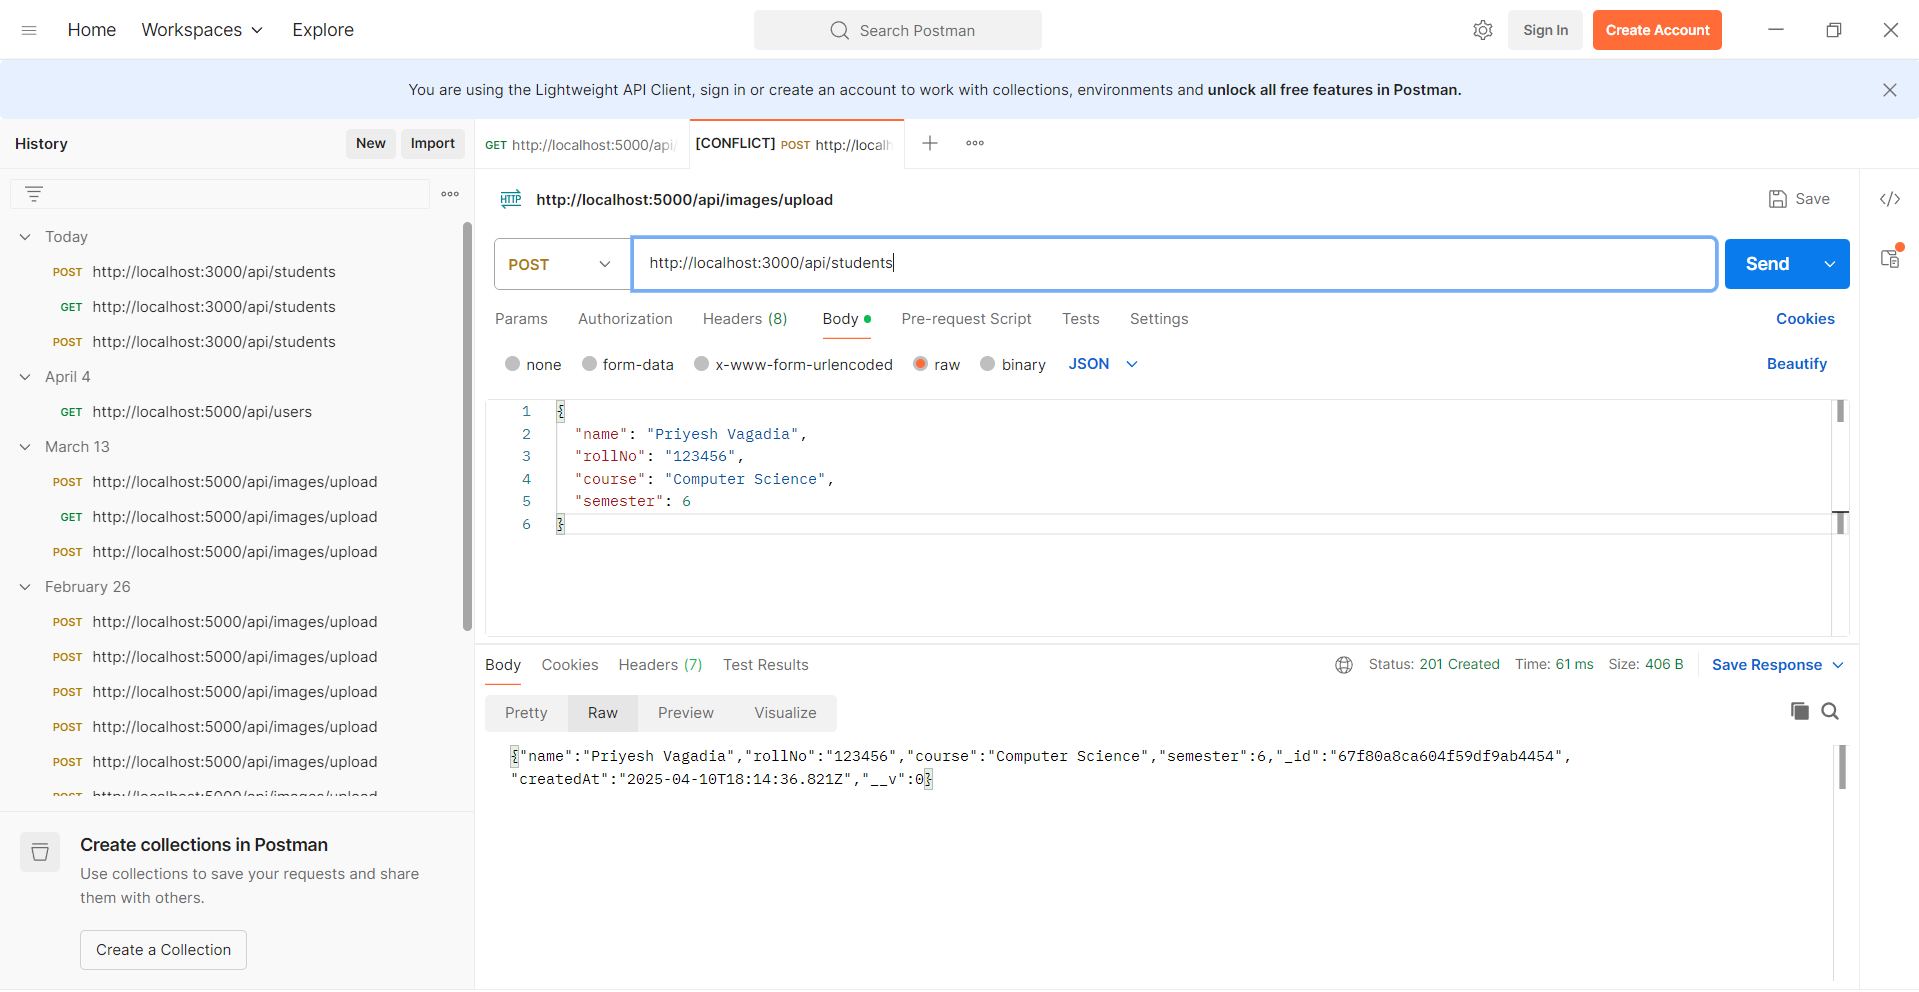 Home Workspaces Explore Search Postman Sign In Create Account
You are using the Lightweight API Client, sign in or create an account to work with collections, environments and unlock all free features in Postman.
History New Import
GET http://localhost:5000/api/
[CONFLICT] POST http://localh
Today
POST http://localhost:3000/api/students
GET http://localhost:3000/api/students
POST http://localhost:3000/api/students
April 4
GET http://localhost:5000/api/users
March 13
POST http://localhost:5000/api/images/upload
GET http://localhost:5000/api/images/upload
POST http://localhost:5000/api/images/upload
February 26
POST http://localhost:5000/api/images/upload
POST http://localhost:5000/api/images/upload
POST http://localhost:5000/api/images/upload
POST http://localhost:5000/api/images/upload
POST http://localhost:5000/api/images/upload
POST http://localhost:5000/api/images/upload
Create collections in Postman
Use collections to save your requests and share
them with others.
Create a Collection
HTTP http://localhost:5000/api/images/upload Save
POST http://localhost:3000/api/students Send
Params Authorization Headers (8) Body Pre-request Script Tests Settings Cookies
none form-data x-www-form-urlencoded raw binary JSON Beautify
1 {
2 "name": "Priyesh Vagadia",
3 "rollNo": "123456",
4 "course": "Computer Science",
5 "semester": 6
6 }
Body Cookies Headers (7) Test Results Status: 201 Created Time: 61 ms Size: 406 B Save Response
Pretty Raw Preview Visualize
{"name":"Priyesh Vagadia","rollNo":"123456","course":"Computer Science","semester":6,"_id":"67f80a8ca604f59df9ab4454",
"createdAt":"2025-04-10T18:14:36.821Z","__v":0}